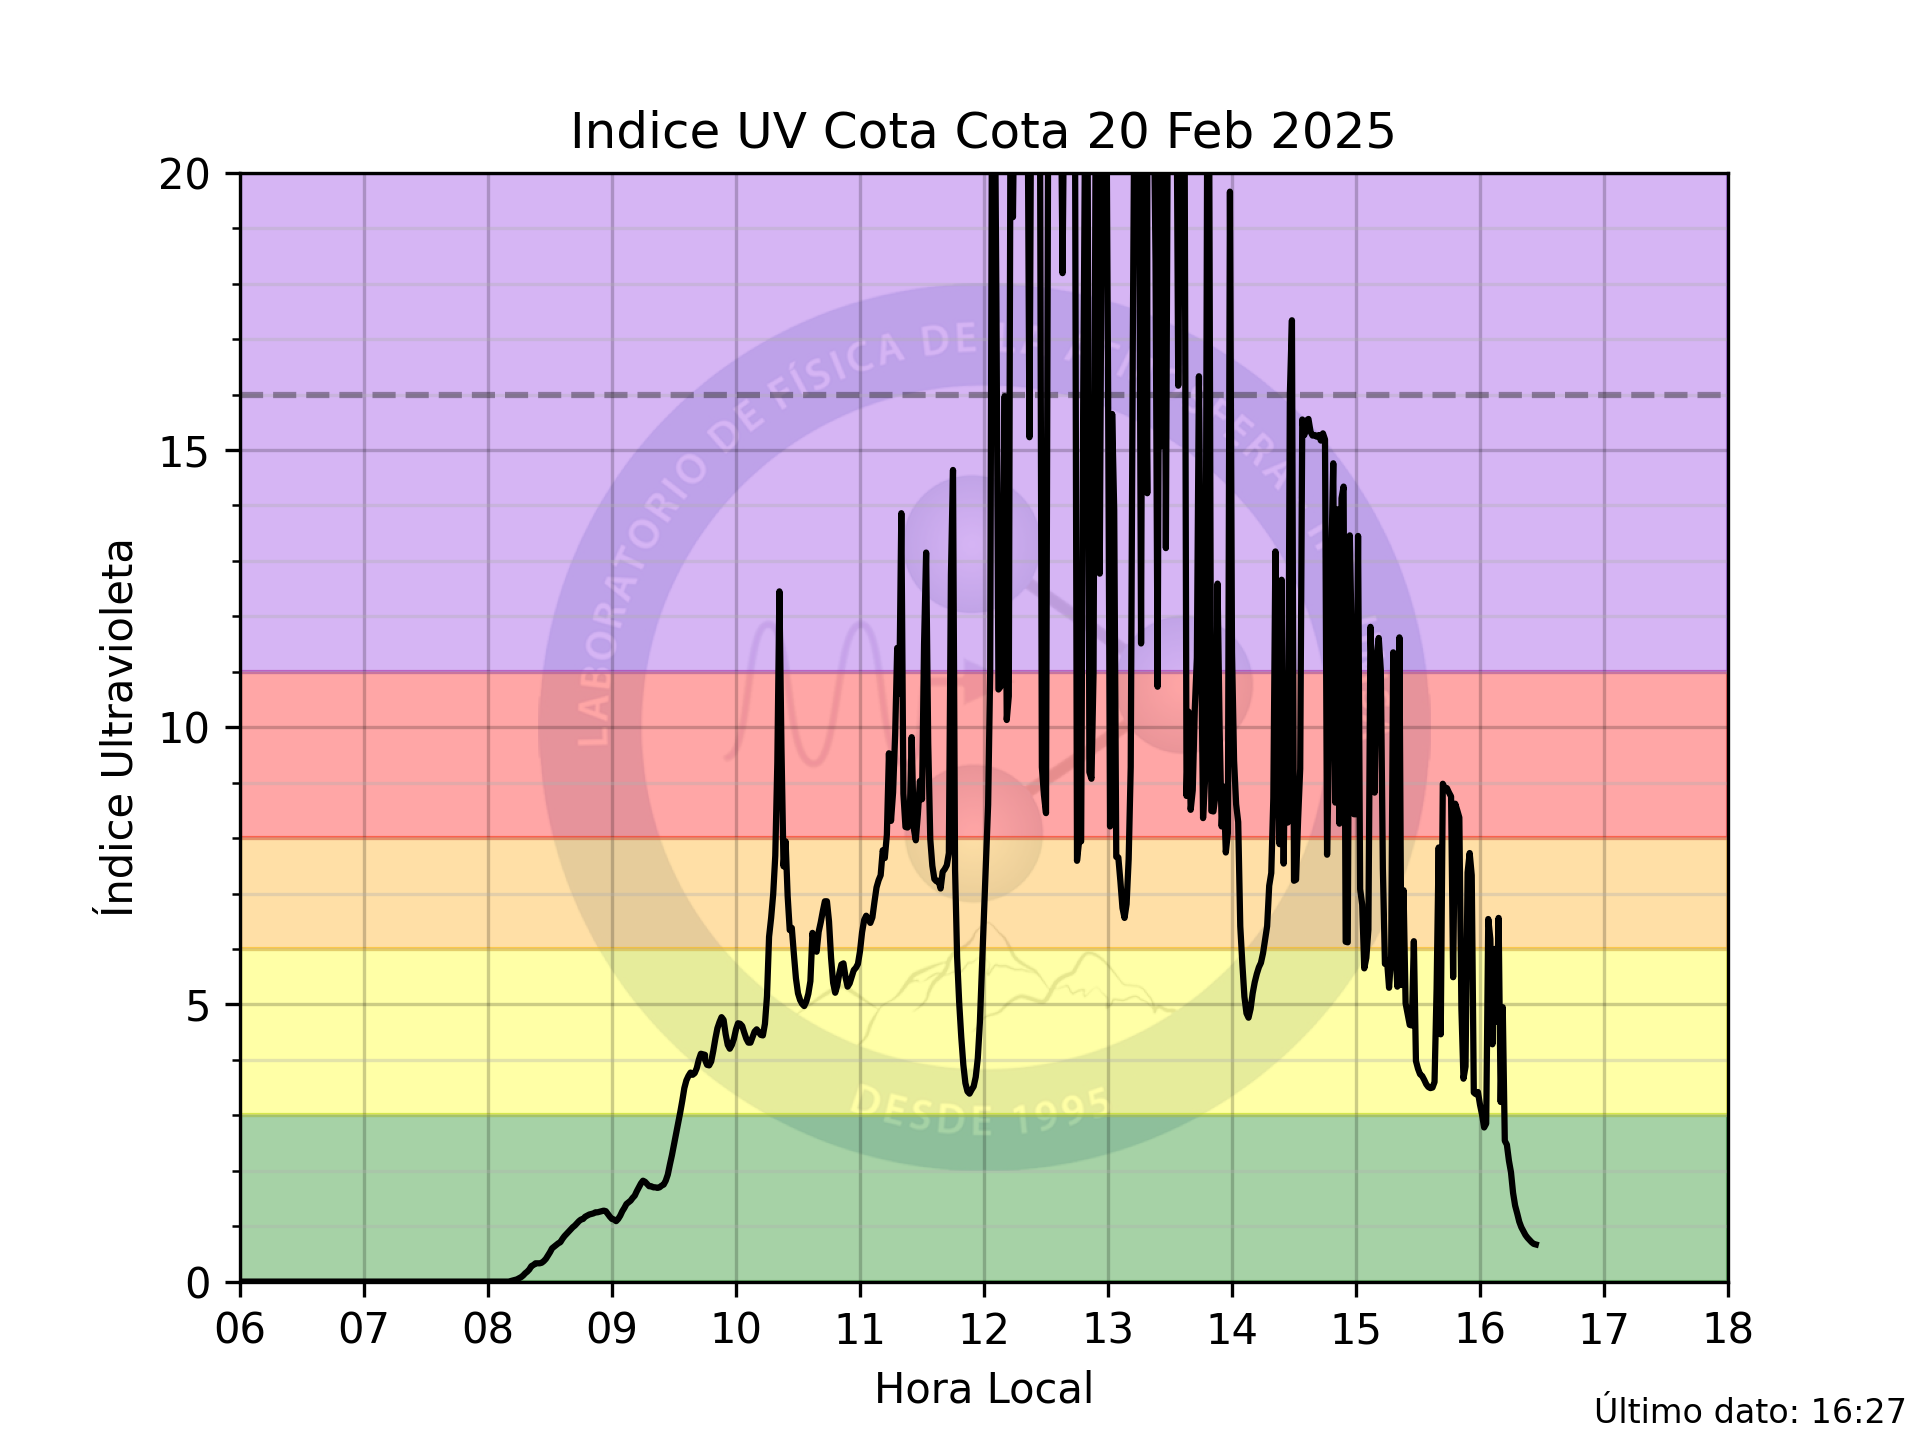 Indice UV Cota Cota 20 Feb 2025
20
15
10
5
0
Índice Ultravioleta
LABORATORIO DE FÍSICA DE LA
DESDE 1995
06 07 08 09 10 11 12 13 14 15 16 17 18
Hora Local
Último dato: 16:27